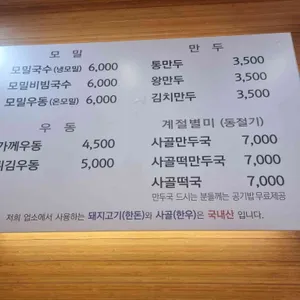 모 밀
모밀국수 (냉모밀) 6,000
모밀비빔국수 6,000
모밀우동 (온모밀) 6,000
우 동
가께우동 4,500
튀김우동 5,000
만 두
통만두 3,500
왕만두 3,500
김치만두 3,500
계절별미 (동절기)
사골만두국 7,000
사골떡만두국 7,000
사골떡국 7,000
만두국 드시는 분들께는 공기밥 무료제공
저희 업소에서 사용하는 돼지고기(한돈)와 사골(한우)은 국내산 입니다.